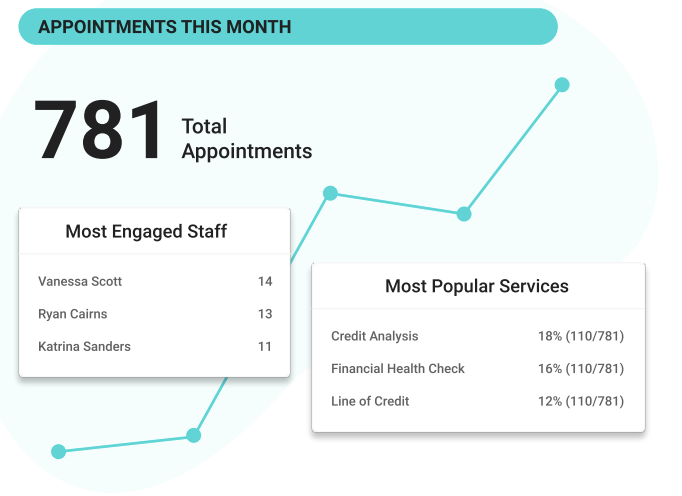 APPOINTMENTS THIS MONTH
781
Total
Appointments
Most Engaged Staff
Vanessa Scott 14
Ryan Cairns 13
Katrina Sanders 11
Most Popular Services
Credit Analysis 18% (110/781)
Financial Health Check 16% (110/781)
Line of Credit 12% (110/781)